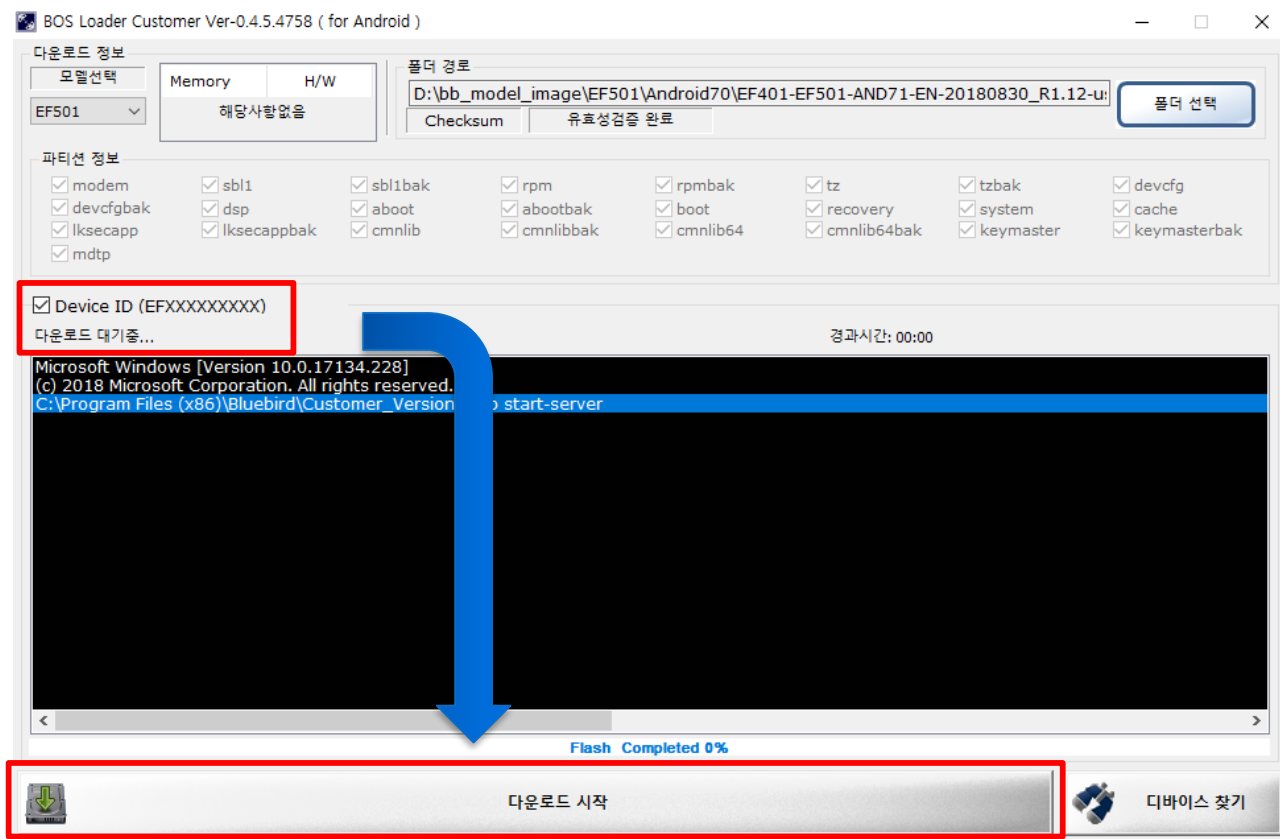 BOS Loader Customer Ver-0.4.5.4758 ( for Android )
다운로드 정보
모델선택
EF501
Memory H/W
해당사항없음
폴더 경로
D:\bb_model_image\EF501\Android70\EF401-EF501-AND71-EN-20180830_R1.12-u
폴더 선택
Checksum 유효성검증 완료
파티션 정보
modem sbl1 sbl1bak rpm rpmbak tz tzbak devcfg
devcfgbak dsp aboot abootbak boot recovery system cache
lksecapp lksecappbak cmnlib cmnlibbak cmnlib64 cmnlib64bak keymaster keymasterbak
mdtp
Device ID (EFXXXXXXXXX)
다운로드 대기중... 경과시간: 00:00
Microsoft Windows [Version 10.0.17134.228]
(c) 2018 Microsoft Corporation. All rights reserved.
C:\Program Files (x86)\Bluebird\Customer_Version start-server
Flash Completed 0%
다운로드 시작 디바이스 찾기